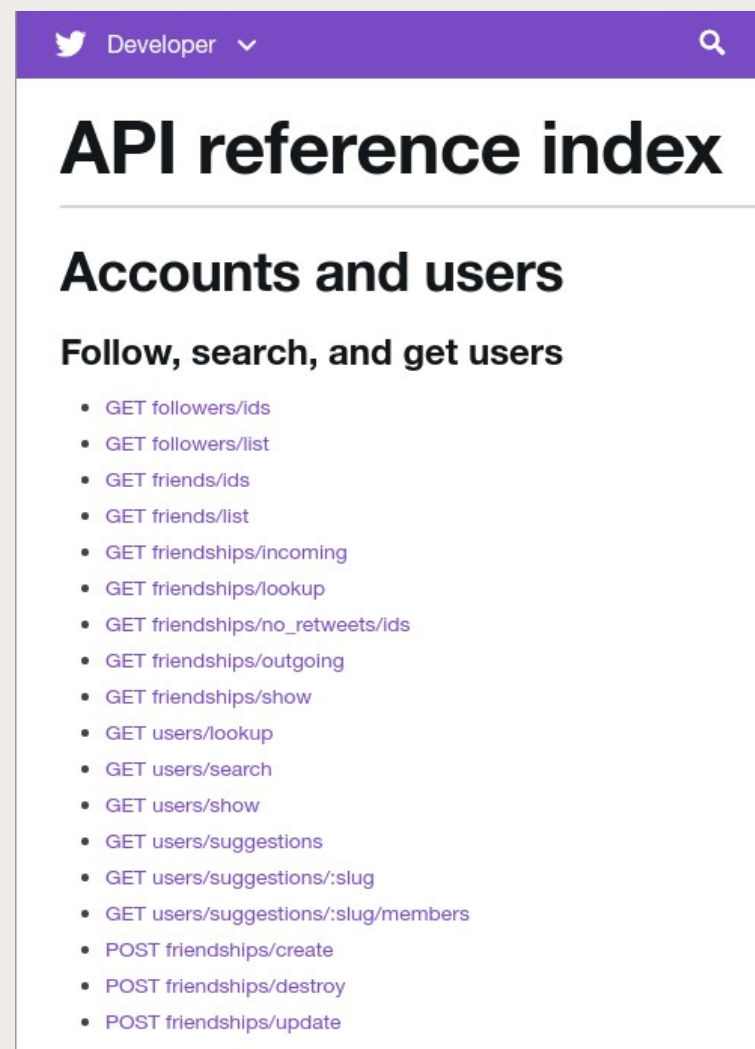 Developer
API reference index
Accounts and users
Follow, search, and get users
GET followers/ids
GET followers/list
GET friends/ids
GET friends/list
GET friendships/incoming
GET friendships/lookup
GET friendships/no_retweets/ids
GET friendships/outgoing
GET friendships/show
GET users/lookup
GET users/search
GET users/show
GET users/suggestions
GET users/suggestions/:slug
GET users/suggestions/:slug/members
POST friendships/create
POST friendships/destroy
POST friendships/update